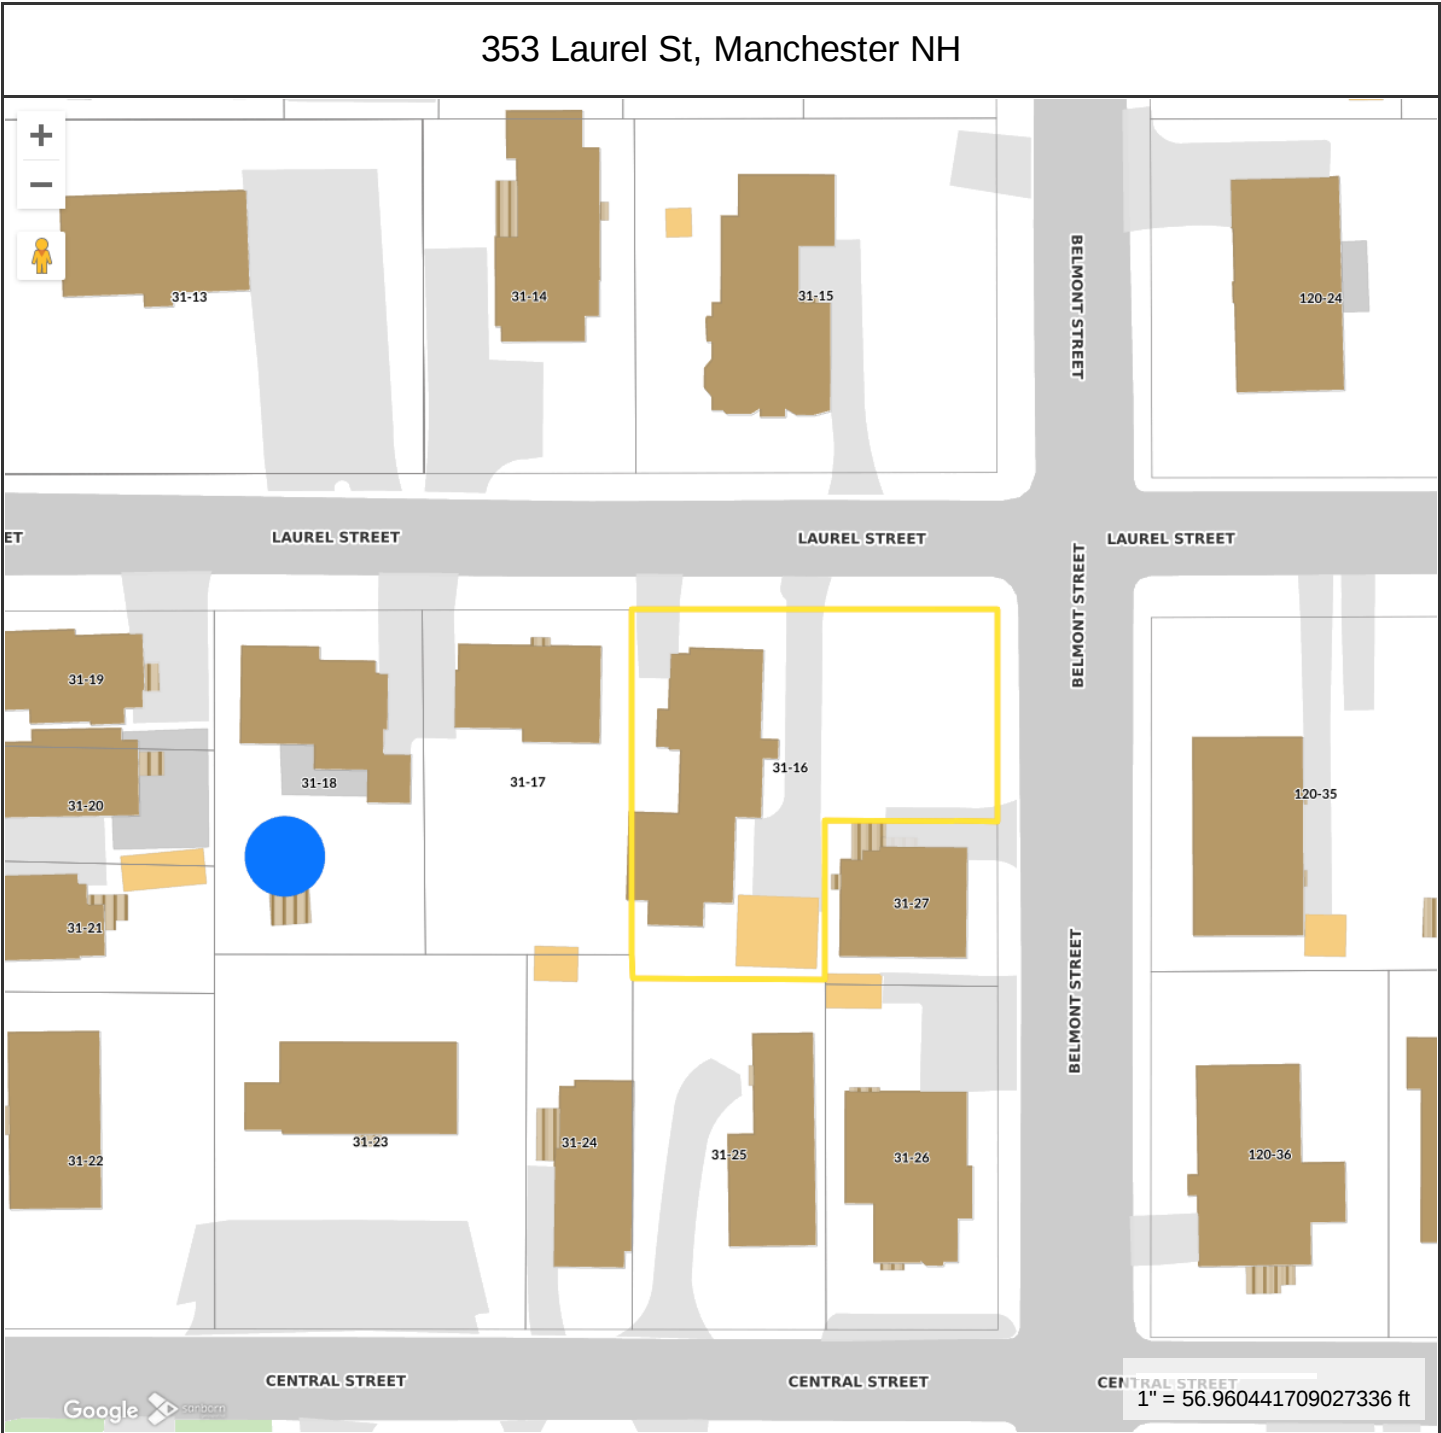 353 Laurel St, Manchester NH
+
−
31-13
31-14
31-15
120-24
BELMONT STREET
ET
LAUREL STREET
LAUREL STREET
LAUREL STREET
BELMONT STREET
31-19
31-20
31-18
31-17
31-16
120-35
31-21
31-27
BELMONT STREET
31-22
31-23
31-24
31-25
31-26
120-36
CENTRAL STREET
CENTRAL STREET
CENTRAL STREET
1" = 56.960441709027336 ft
Google
sanborn